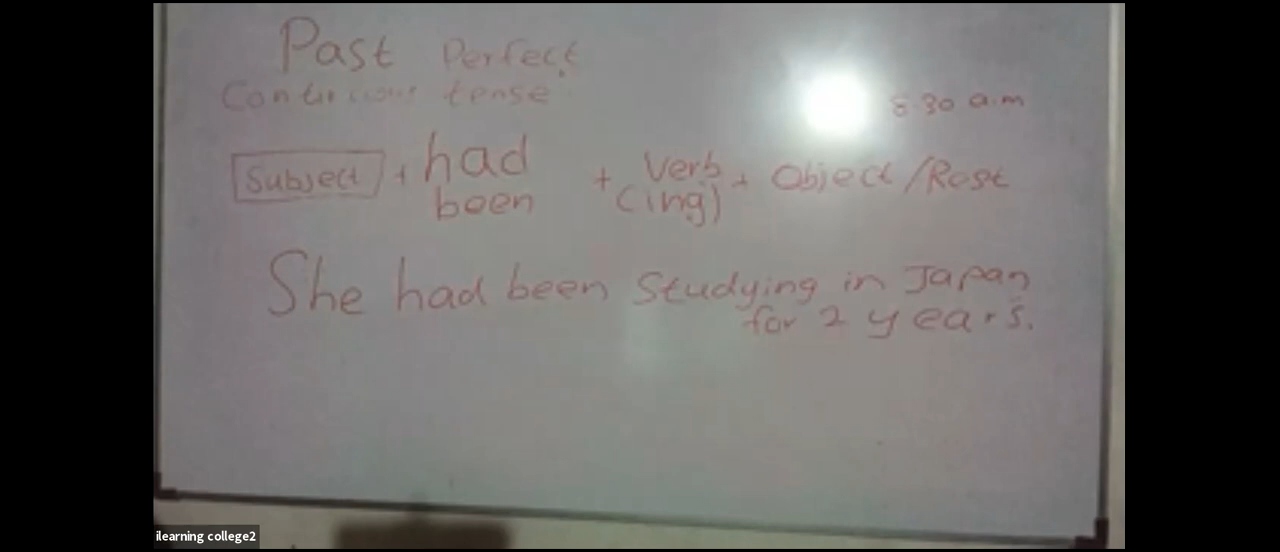 Past Perfect
Continuous tense
8.30 a.m
Subject + had been + Verb (ing) + Object/Rest
She had been studying in Japan
for 2 years.
ilearning college2